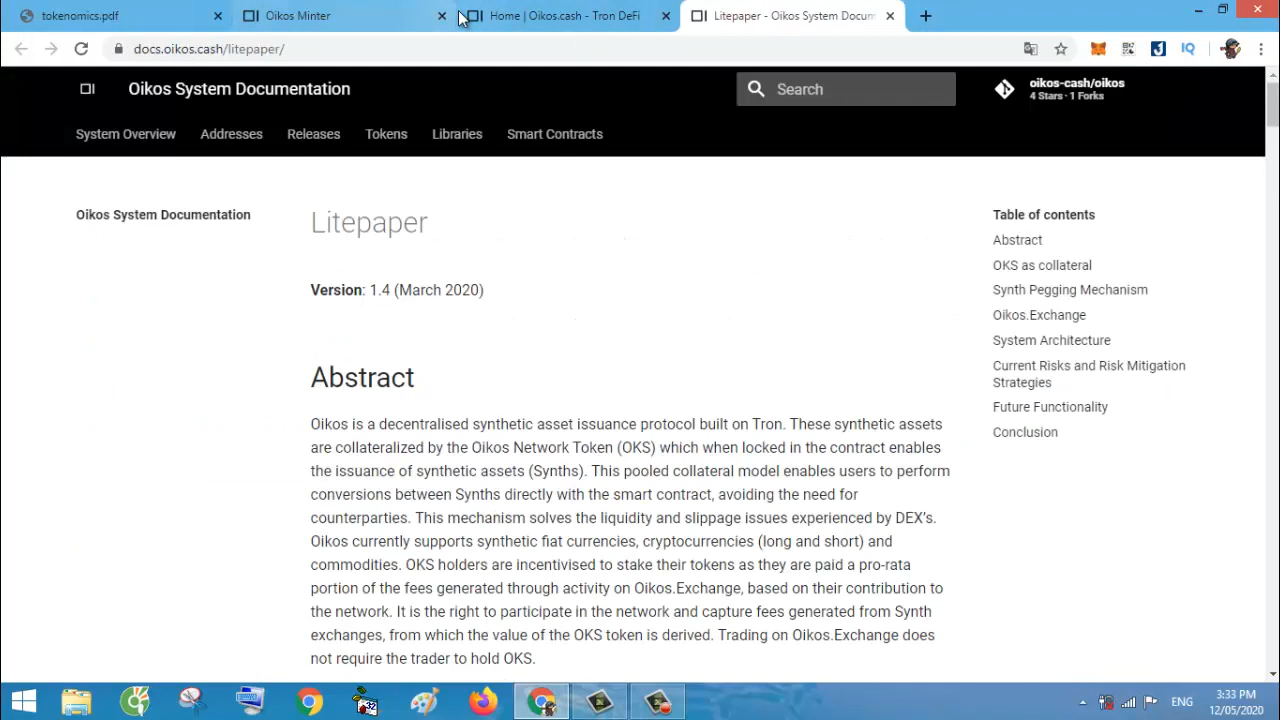 tokenomics.pdf
Oikos Minter
Home | Oikos.cash - Tron DeFi
Litepaper - Oikos System Docum
docs.oikos.cash/litepaper/
Oikos System Documentation
Search
oikos-cash/oikos
4 Stars · 1 Forks
System Overview
Addresses
Releases
Tokens
Libraries
Smart Contracts
Oikos System Documentation
Litepaper
Version: 1.4 (March 2020)
Abstract
Oikos is a decentralised synthetic asset issuance protocol built on Tron. These synthetic assets
are collateralized by the Oikos Network Token (OKS) which when locked in the contract enables
the issuance of synthetic assets (Synths). This pooled collateral model enables users to perform
conversions between Synths directly with the smart contract, avoiding the need for
counterparties. This mechanism solves the liquidity and slippage issues experienced by DEX's.
Oikos currently supports synthetic fiat currencies, cryptocurrencies (long and short) and
commodities. OKS holders are incentivised to stake their tokens as they are paid a pro-rata
portion of the fees generated through activity on Oikos.Exchange, based on their contribution to
the network. It is the right to participate in the network and capture fees generated from Synth
exchanges, from which the value of the OKS token is derived. Trading on Oikos.Exchange does
not require the trader to hold OKS.
Table of contents
Abstract
OKS as collateral
Synth Pegging Mechanism
Oikos.Exchange
System Architecture
Current Risks and Risk Mitigation
Strategies
Future Functionality
Conclusion
IQ
ENG
3:33 PM
12/05/2020